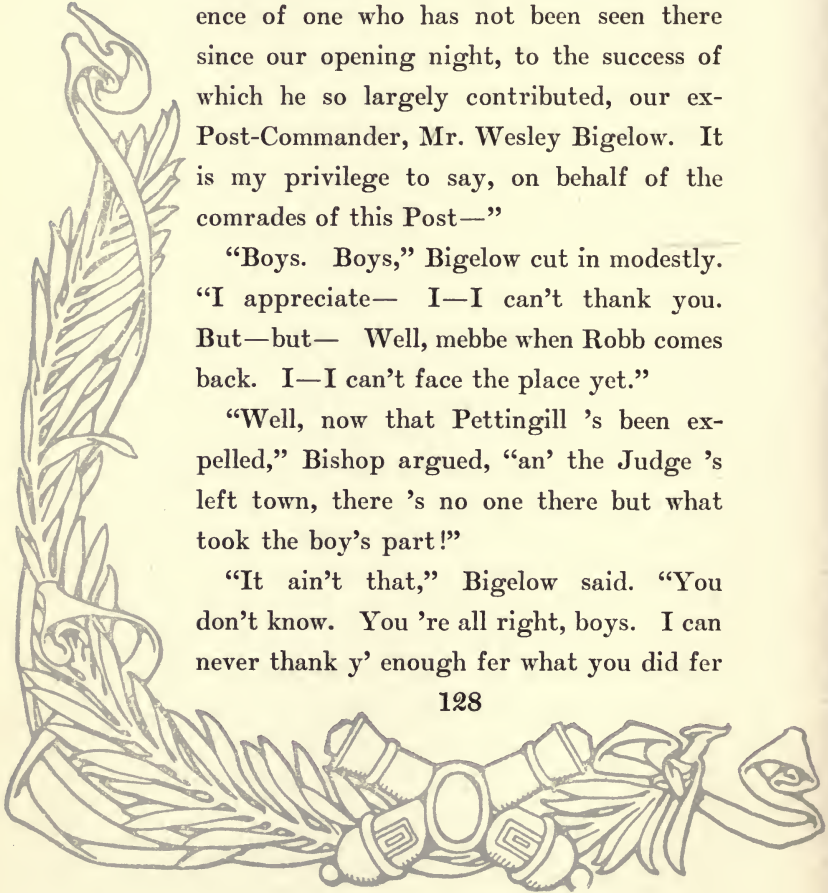 ence of one who has not been seen there
since our opening night, to the success of
which he so largely contributed, our ex-
Post-Commander, Mr. Wesley Bigelow. It
is my privilege to say, on behalf of the
comrades of this Post—”
“Boys. Boys,” Bigelow cut in modestly.
“I appreciate— I—I can’t thank you.
But—but— Well, mebbe when Robb comes
back. I—I can’t face the place yet.”
“Well, now that Pettingill ’s been ex-
pelled,” Bishop argued, “an’ the Judge ’s
left town, there ’s no one there but what
took the boy’s part!”
“It ain’t that,” Bigelow said. “You
don’t know. You ’re all right, boys. I can
never thank y’ enough fer what you did fer
128